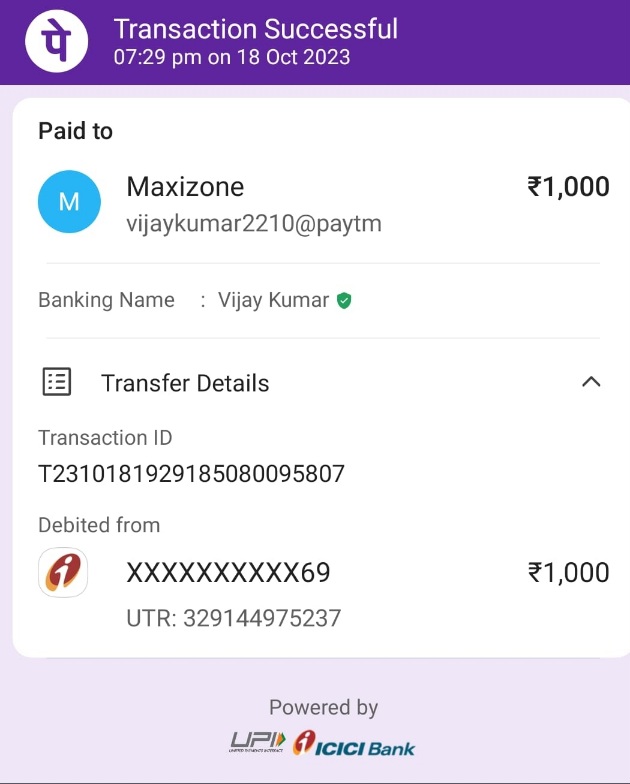 पे
Transaction Successful
07:29 pm on 18 Oct 2023
Paid to
M
Maxizone
₹1,000
vijaykumar2210@paytm
Banking Name : Vijay Kumar
Transfer Details
Transaction ID
T2310181929185080095807
Debited from
XXXXXXXXXX69
₹1,000
UTR: 329144975237
Powered by
UPI
UNIFIED PAYMENTS INTERFACE
ICICI Bank